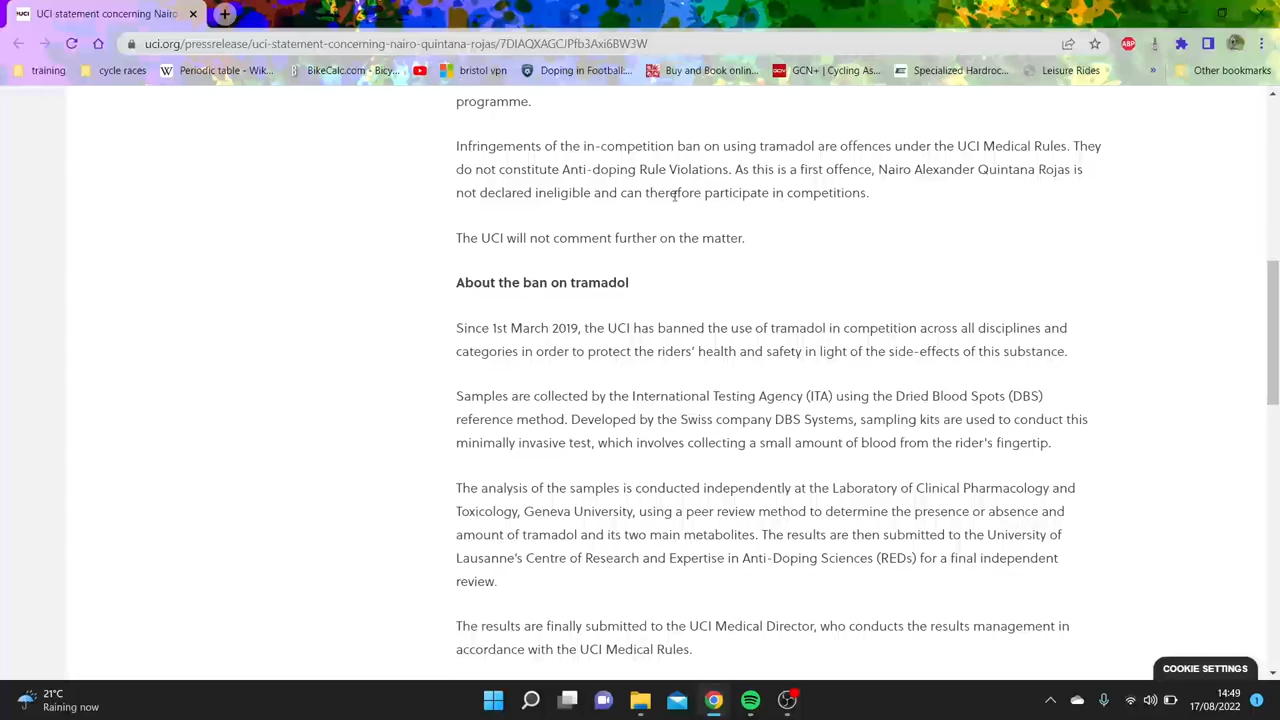 UCI statement concerning Nairo
uci.org/pressrelease/uci-statement-concerning-nairo-quintana-rojas/7DIAQXAGCJPfb3Axi6BW3W
training cycle races Periodic table - Wik... BikeCalc.com - Bicy... bristol vpn Doping in Football:... Buy and Book onlin... GCN+ | Cycling As... Specialized Hardroc... Leisure Rides » Other bookmarks
programme.
Infringements of the in-competition ban on using tramadol are offences under the UCI Medical Rules. They
do not constitute Anti-doping Rule Violations. As this is a first offence, Nairo Alexander Quintana Rojas is
not declared ineligible and can therefore participate in competitions.
The UCI will not comment further on the matter.
About the ban on tramadol
Since 1st March 2019, the UCI has banned the use of tramadol in competition across all disciplines and
categories in order to protect the riders' health and safety in light of the side-effects of this substance.
Samples are collected by the International Testing Agency (ITA) using the Dried Blood Spots (DBS)
reference method. Developed by the Swiss company DBS Systems, sampling kits are used to conduct this
minimally invasive test, which involves collecting a small amount of blood from the rider's fingertip.
The analysis of the samples is conducted independently at the Laboratory of Clinical Pharmacology and
Toxicology, Geneva University, using a peer review method to determine the presence or absence and
amount of tramadol and its two main metabolites. The results are then submitted to the University of
Lausanne's Centre of Research and Expertise in Anti-Doping Sciences (REDs) for a final independent
review.
The results are finally submitted to the UCI Medical Director, who conducts the results management in
accordance with the UCI Medical Rules.
COOKIE SETTINGS
21°C
Raining now
14:49
17/08/2022